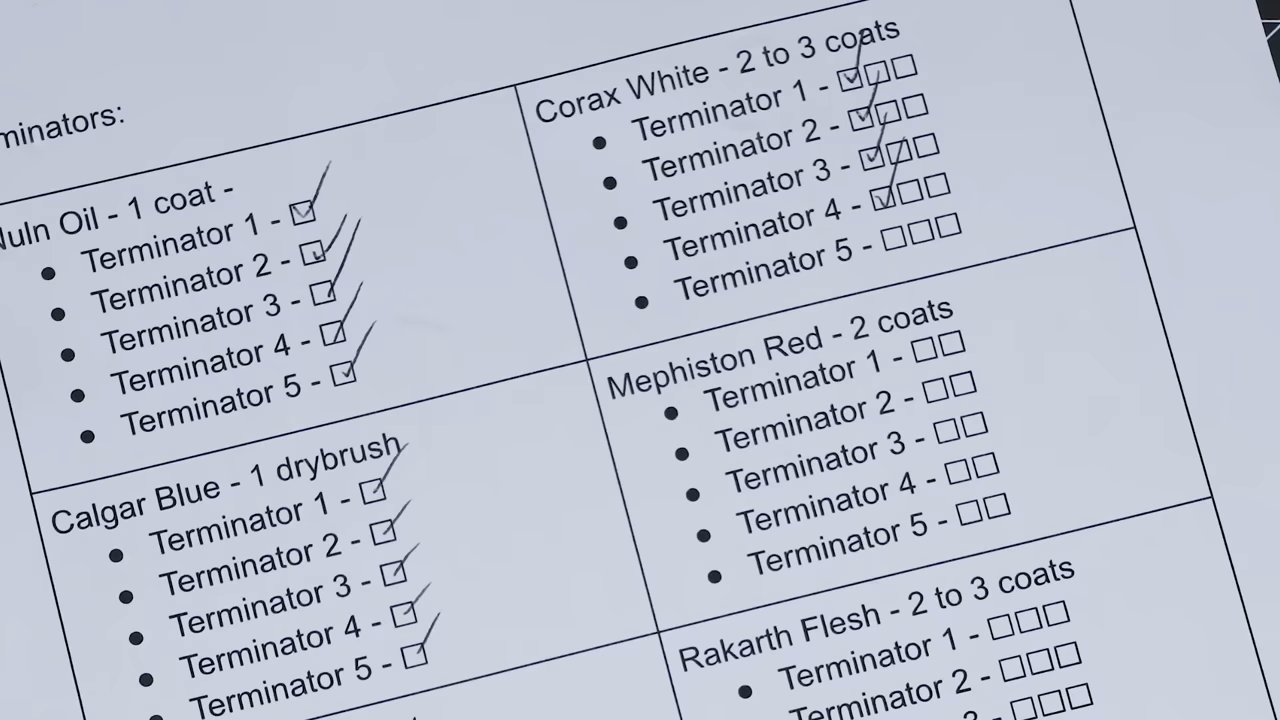 minators:
Nuln Oil - 1 coat -
● Terminator 1 - ☑
● Terminator 2 - ☑
● Terminator 3 - ☑
● Terminator 4 - ☑
● Terminator 5 - ☑
Calgar Blue - 1 drybrush
● Terminator 1 - ☑
● Terminator 2 - ☑
● Terminator 3 - ☑
● Terminator 4 - ☑
● Terminator 5 - ☑
Corax White - 2 to 3 coats
● Terminator 1 - ☑☐☐
● Terminator 2 - ☑☐☐
● Terminator 3 - ☑☐☐
● Terminator 4 - ☑☐☐
● Terminator 5 - ☐☐☐
Mephiston Red - 2 coats
● Terminator 1 - ☐☐
● Terminator 2 - ☐☐
● Terminator 3 - ☐☐
● Terminator 4 - ☐☐
● Terminator 5 - ☐☐
Rakarth Flesh - 2 to 3 coats
● Terminator 1 - ☐☐☐
● Terminator 2 - ☐☐☐
3 - ☐☐☐